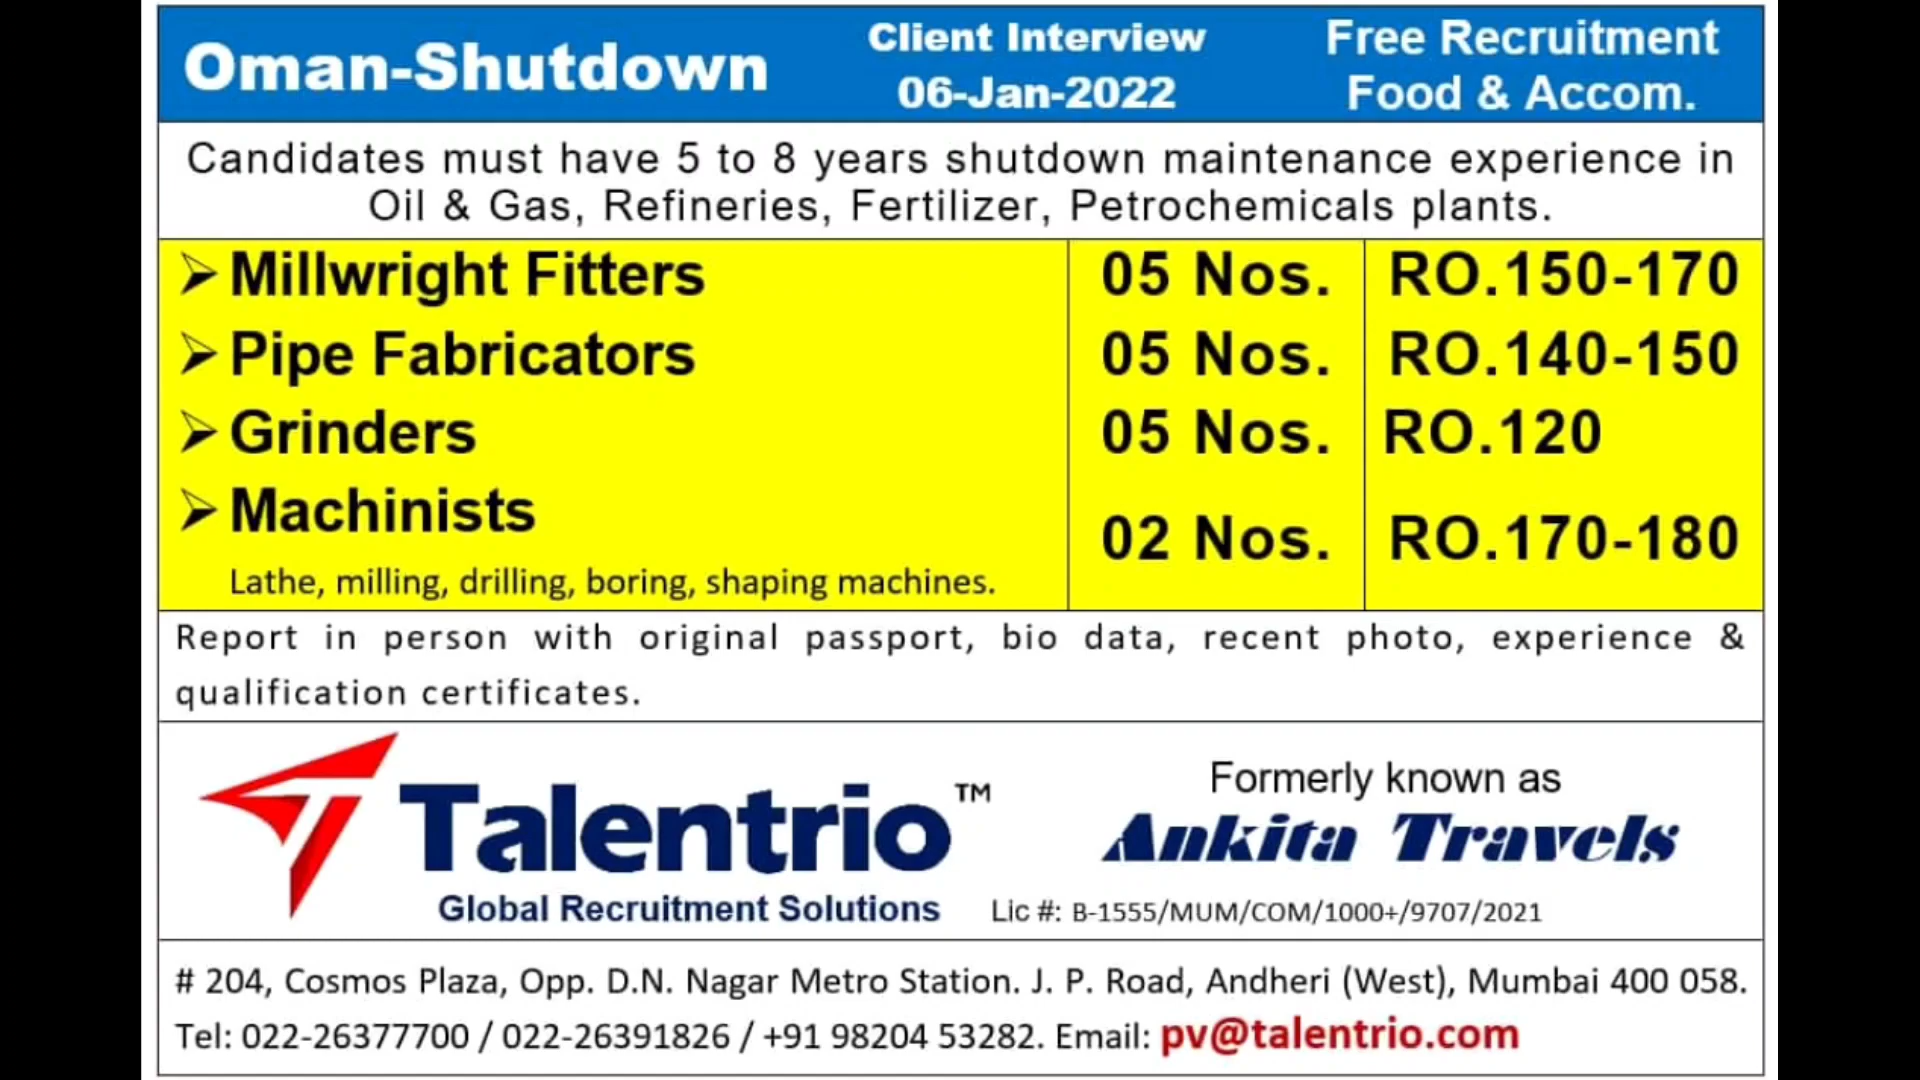 Oman-Shutdown
Client Interview
06-Jan-2022
Free Recruitment
Food & Accom.
Candidates must have 5 to 8 years shutdown maintenance experience in
Oil & Gas, Refineries, Fertilizer, Petrochemicals plants.
Millwright Fitters 05 Nos. RO.150-170
Pipe Fabricators 05 Nos. RO.140-150
Grinders 05 Nos. RO.120
Machinists 02 Nos. RO.170-180
Lathe, milling, drilling, boring, shaping machines.
Report in person with original passport, bio data, recent photo, experience &
qualification certificates.
Talentrio™
Global Recruitment Solutions
Formerly known as
Ankita Travels
Lic #: B-1555/MUM/COM/1000+/9707/2021
# 204, Cosmos Plaza, Opp. D.N. Nagar Metro Station. J. P. Road, Andheri (West), Mumbai 400 058.
Tel: 022-26377700 / 022-26391826 / +91 98204 53282. Email: pv@talentrio.com